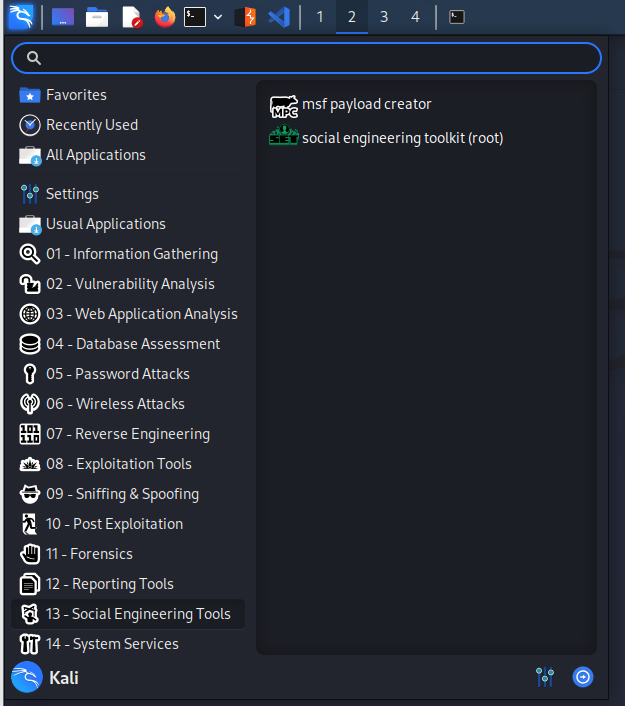 1 2 3 4
Favorites
Recently Used
All Applications
Settings
Usual Applications
01 - Information Gathering
02 - Vulnerability Analysis
03 - Web Application Analysis
04 - Database Assessment
05 - Password Attacks
06 - Wireless Attacks
07 - Reverse Engineering
08 - Exploitation Tools
09 - Sniffing & Spoofing
10 - Post Exploitation
11 - Forensics
12 - Reporting Tools
13 - Social Engineering Tools
14 - System Services
MPC msf payload creator
SET social engineering toolkit (root)
Kali